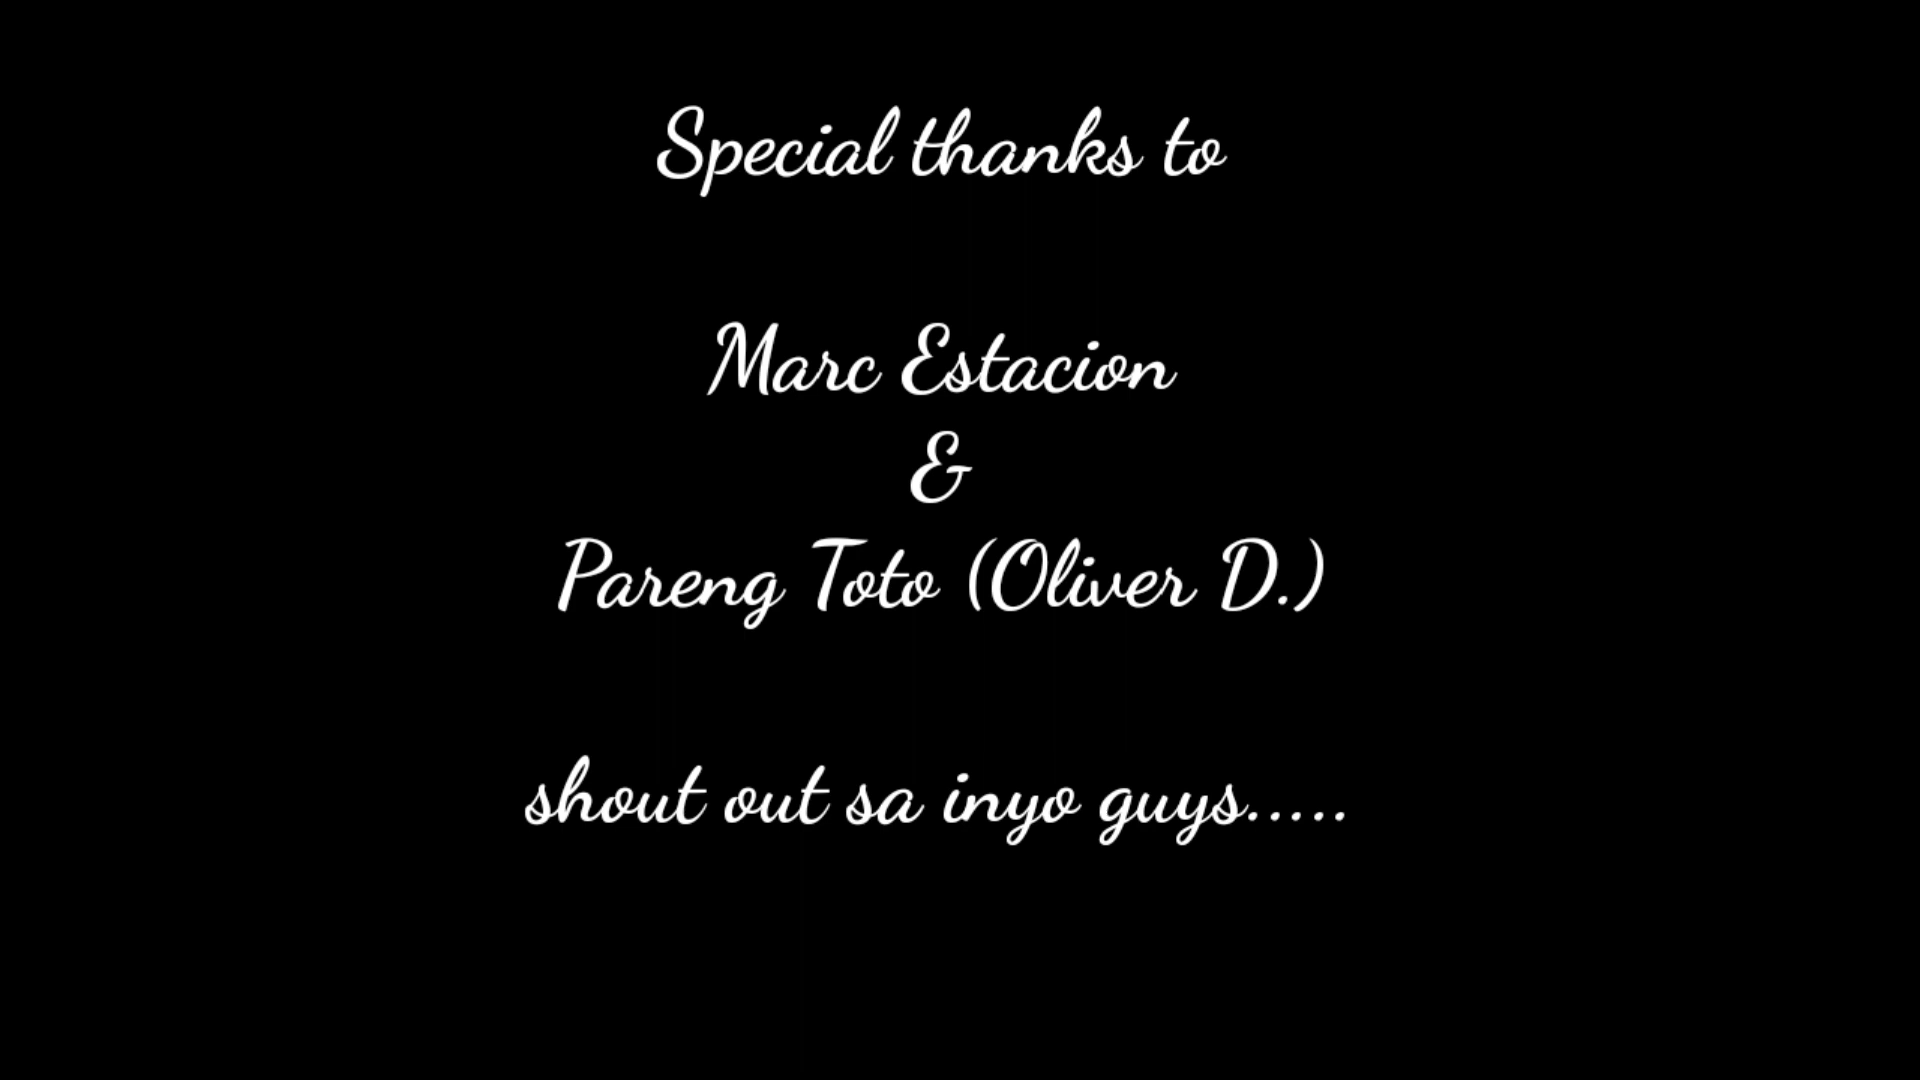 Special thanks to
Marc Estacion
&
Pareng Toto (Oliver D.)
shout out sa inyo guys.....